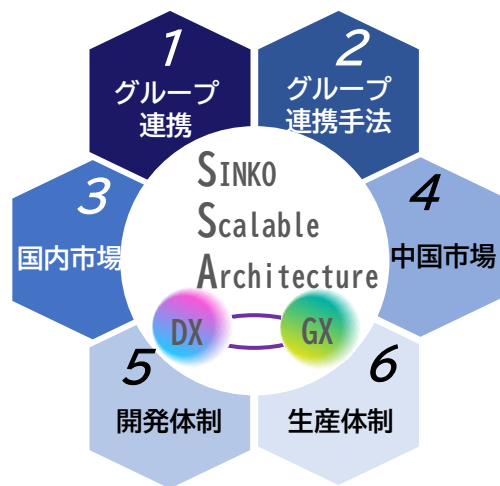 1
グループ
連携
2
グループ
連携手法
SINKO
Scalable
Architecture
3
国内市場
4
中国市場
DX
GX
5
開発体制
6
生産体制